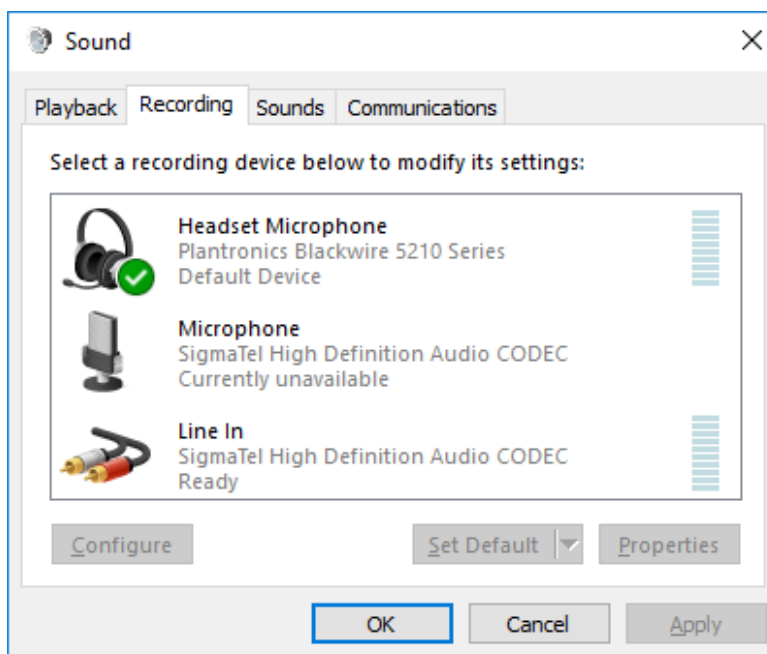 Sound
Playback Recording Sounds Communications
Select a recording device below to modify its settings:
Headset Microphone
Plantronics Blackwire 5210 Series
Default Device
Microphone
SigmaTel High Definition Audio CODEC
Currently unavailable
Line In
SigmaTel High Definition Audio CODEC
Ready
Configure Set Default Properties
OK Cancel Apply